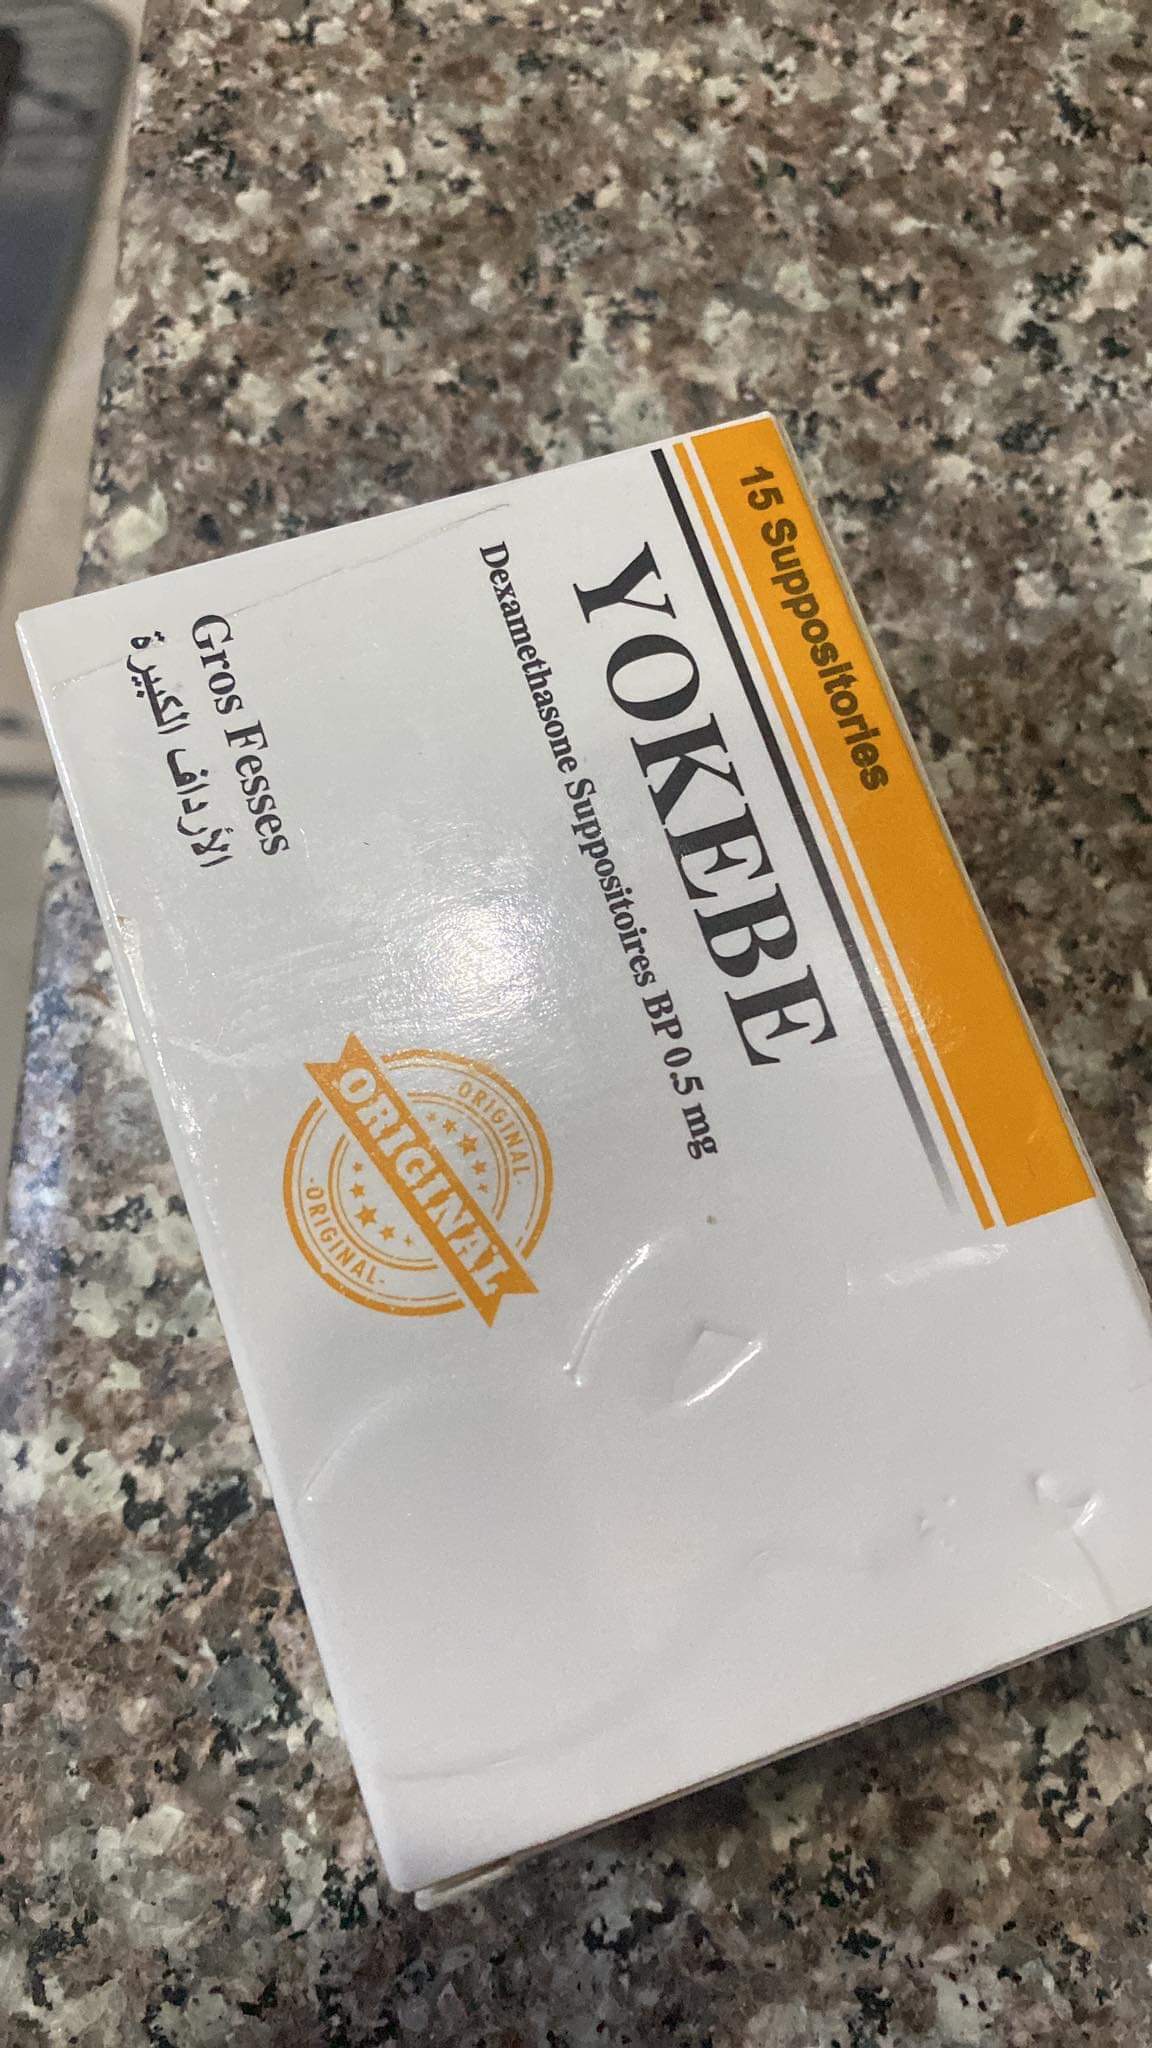 15 Suppositories
YOKEBE
Dexamethasone Suppositoires BP 0.5 mg
Gros Fesses
الأرداف الكبيرة
ORIGINAL
ORIGINAL
ORIGINAL